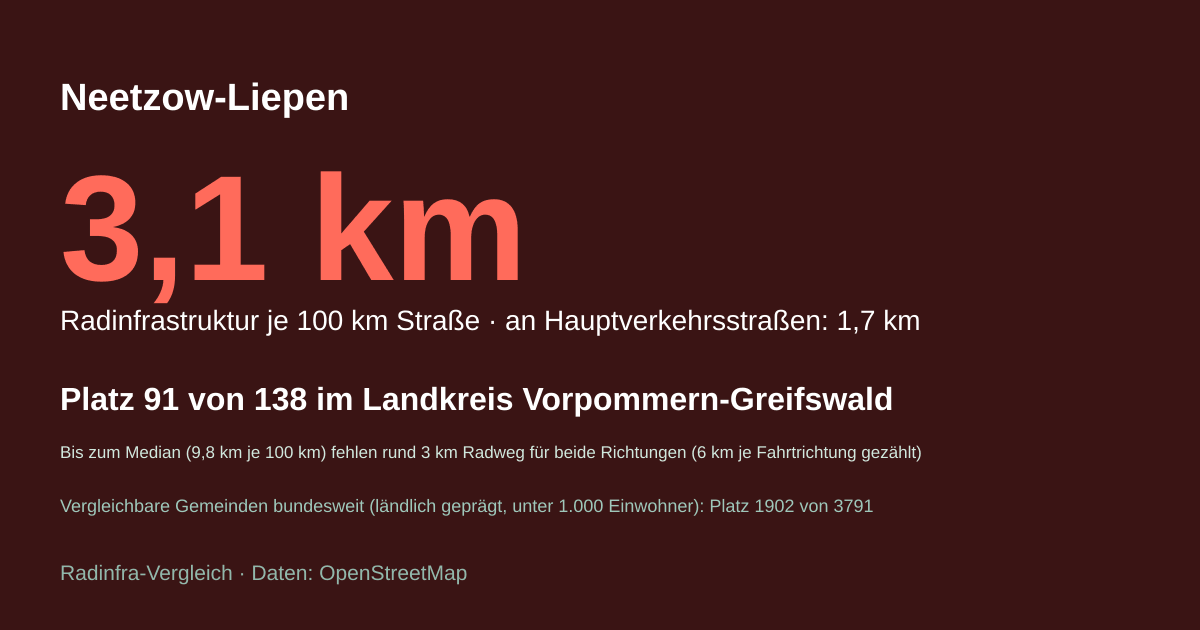 Neetzow-Liepen
3,1 km
Radinfrastruktur je 100 km Straße · an Hauptverkehrsstraßen: 1,7 km
Platz 91 von 138 im Landkreis Vorpommern-Greifswald
Bis zum Median (9,8 km je 100 km) fehlen rund 3 km Radweg für beide Richtungen (6 km je Fahrtrichtung gezählt)
Vergleichbare Gemeinden bundesweit (ländlich geprägt, unter 1.000 Einwohner): Platz 1902 von 3791
Radinfra-Vergleich · Daten: OpenStreetMap